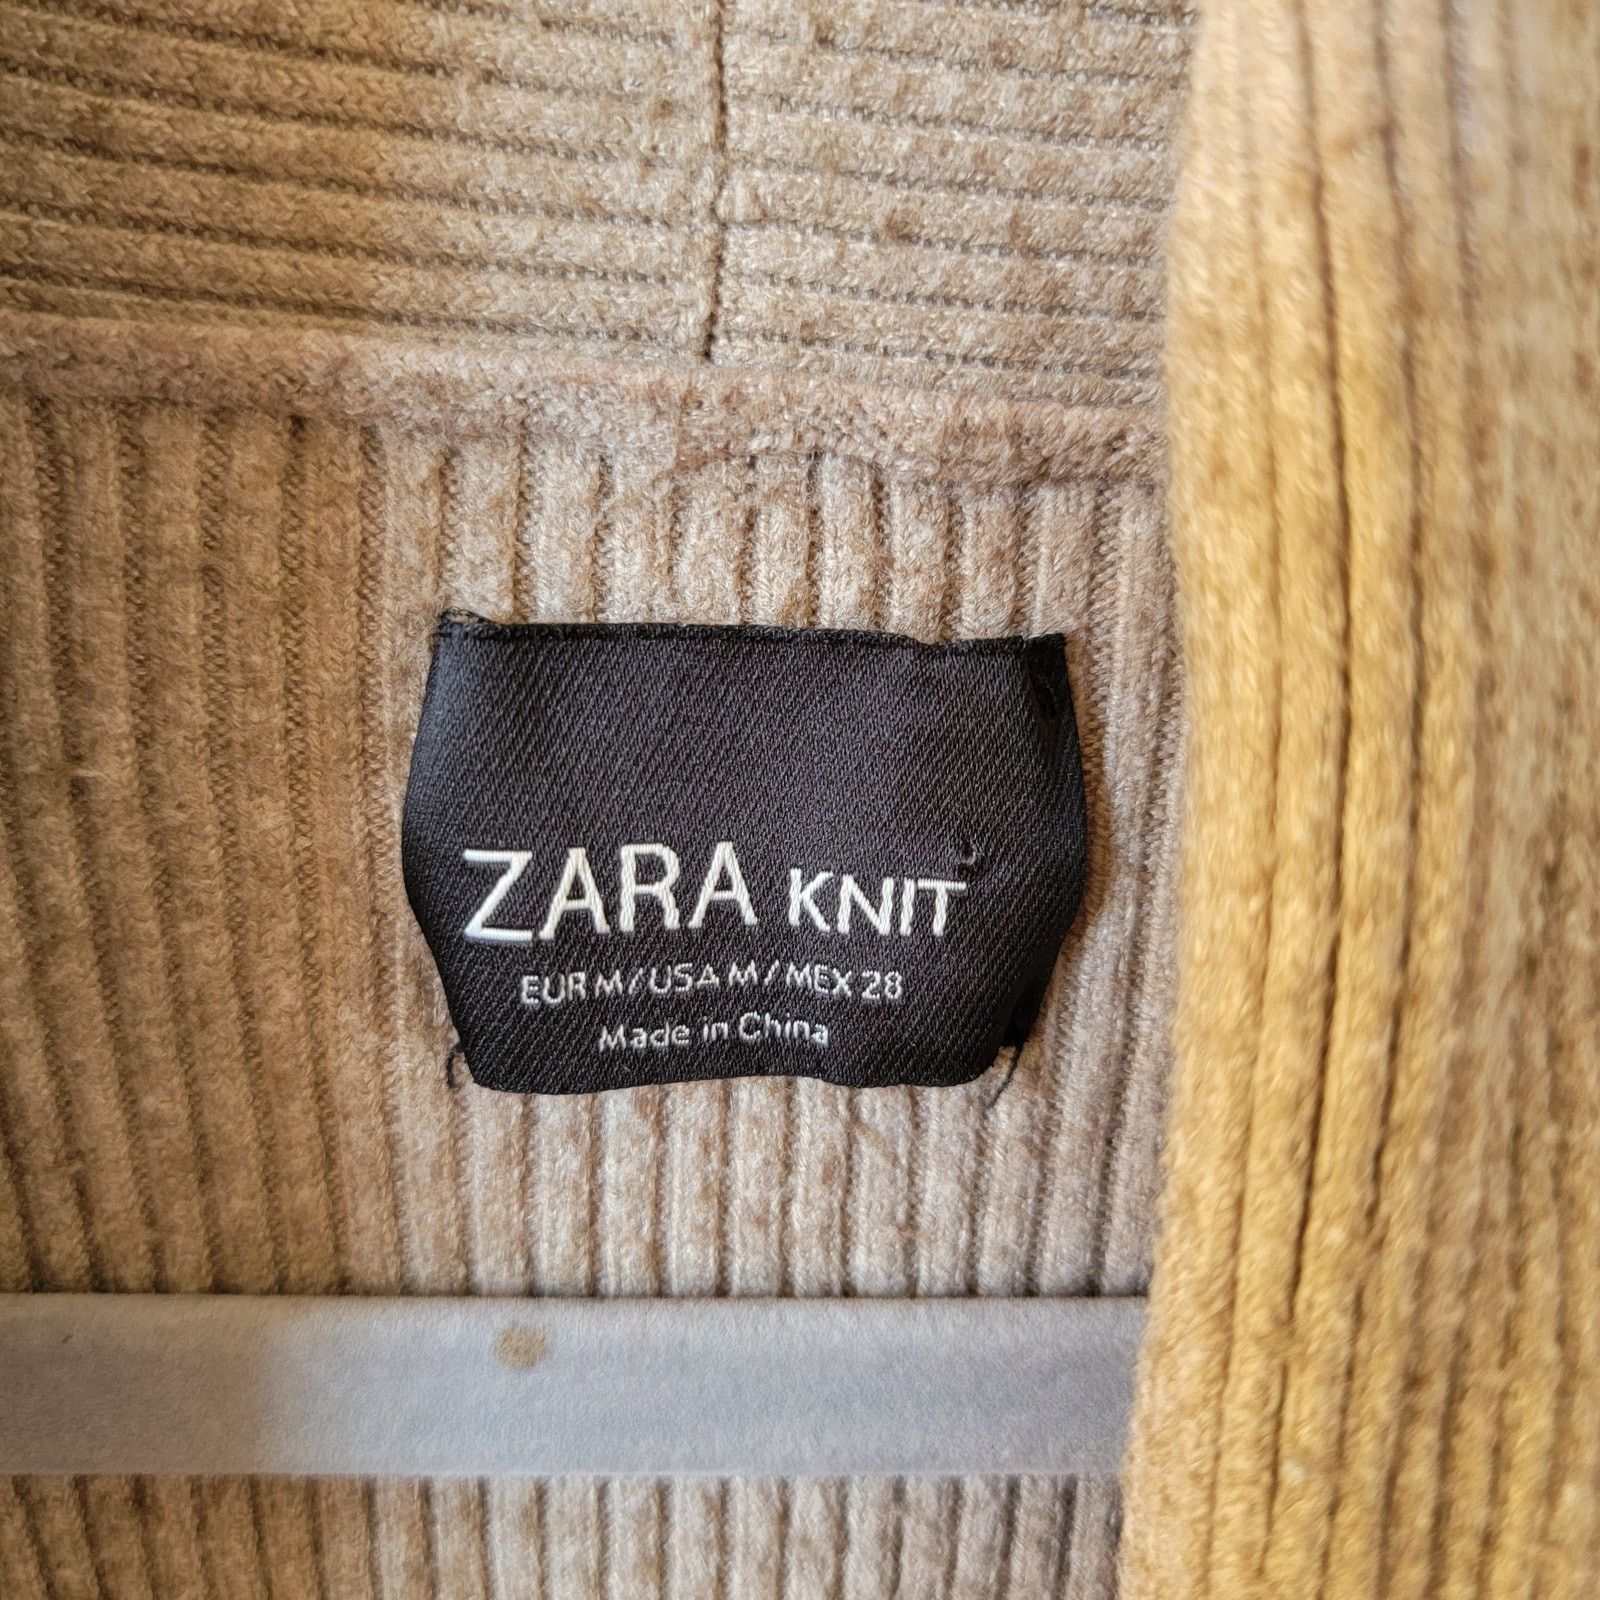 ZARA KNIT
EUR M / USA M / MEX 28
Made in China